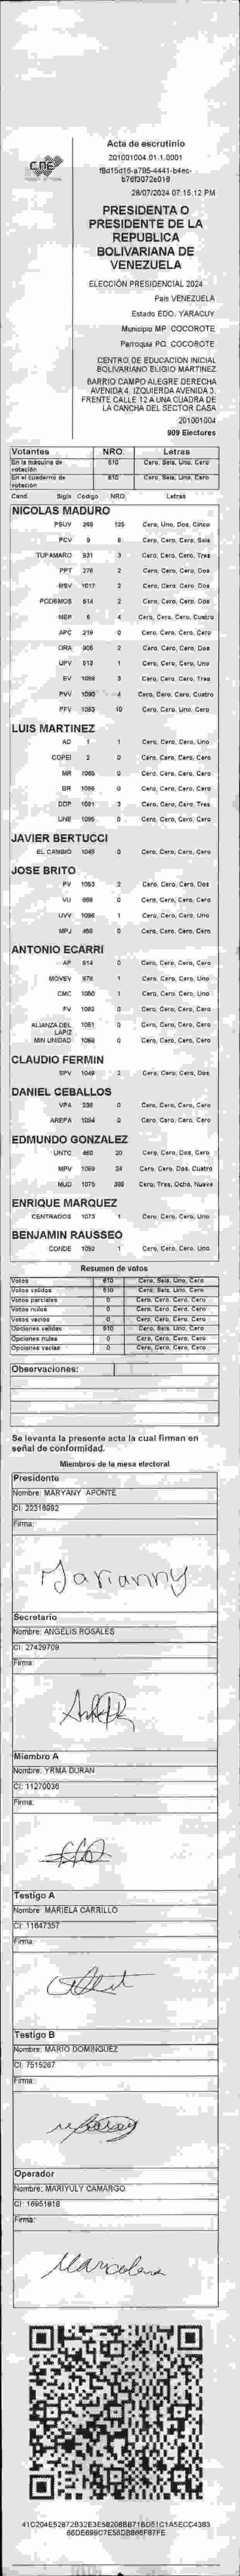 Acta de escrutinio
201001004.01.1.0001
f8d15d16-a795-4441-b4ec-
b76f3072e018
28/07/2024 07:15:12 PM
CNE
PRESIDENTA O
PRESIDENTE DE LA
REPUBLICA
BOLIVARIANA DE
VENEZUELA
ELECCIÓN PRESIDENCIAL 2024
País VENEZUELA
Estado EDO. YARACUY
Municipio MP. COCOROTE
Parroquia PQ. COCOROTE
CENTRO DE EDUCACION INICIAL
BOLIVARIANO ELIGIO MARTINEZ
BARRIO CAMPO ALEGRE DERECHA
AVENIDA 4. IZQUIERDA AVENIDA 3.
FRENTE CALLE 12 A UNA CUADRA DE
LA CANCHA DEL SECTOR CASA
201001004
909 Electores
Votantes NRO. Letras
En la máquina de votación 610 Cero, Seis, Uno, Cero
En el cuaderno de votación 610 Cero, Seis, Uno, Cero
Cand. Sigla Código NRO. Letras
NICOLAS MADURO
PSUV 269 125 Cero, Uno, Dos, Cinco
PCV 9 6 Cero, Cero, Cero, Seis
TUPAMARO 931 3 Cero, Cero, Cero, Tres
PPT 276 2 Cero, Cero, Cero, Dos
MSV 1017 2 Cero, Cero, Cero, Dos
PODEMOS 614 2 Cero, Cero, Cero, Dos
MEP 6 4 Cero, Cero, Cero, Cuatro
APC 219 0 Cero, Cero, Cero, Cero
ORA 906 2 Cero, Cero, Cero, Dos
UPV 513 1 Cero, Cero, Cero, Uno
EV 1089 3 Cero, Cero, Cero, Tres
PVV 1090 4 Cero, Cero, Cero, Cuatro
PFV 1093 10 Cero, Cero, Uno, Cero
LUIS MARTINEZ
AD 1 1 Cero, Cero, Cero, Uno
COPEI 2 0 Cero, Cero, Cero, Cero
MR 1065 0 Cero, Cero, Cero, Cero
BR 1056 0 Cero, Cero, Cero, Cero
DDP 1091 3 Cero, Cero, Cero, Tres
UNE 1095 0 Cero, Cero, Cero, Cero
JAVIER BERTUCCI
EL CAMBIO 1045 0 Cero, Cero, Cero, Cero
JOSE BRITO
PV 1053 2 Cero, Cero, Cero, Dos
VU 868 0 Cero, Cero, Cero, Cero
UVV 1096 1 Cero, Cero, Cero, Uno
MPJ 458 0 Cero, Cero, Cero, Cero
ANTONIO ECARRI
AP 914 0 Cero, Cero, Cero, Cero
MOVEV 878 1 Cero, Cero, Cero, Uno
CMC 1050 1 Cero, Cero, Cero, Uno
FV 1062 0 Cero, Cero, Cero, Cero
ALIANZA DEL LÁPIZ 1051 0 Cero, Cero, Cero, Cero
MIN UNIDAD 1068 0 Cero, Cero, Cero, Cero
CLAUDIO FERMIN
SPV 1049 2 Cero, Cero, Cero, Dos
DANIEL CEBALLOS
VPA 238 0 Cero, Cero, Cero, Cero
AREPA 1094 0 Cero, Cero, Cero, Cero
EDMUNDO GONZALEZ
UNTC 460 20 Cero, Cero, Dos, Cero
MPV 1069 24 Cero, Cero, Dos, Cuatro
MUD 1075 389 Cero, Tres, Ocho, Nueve
ENRIQUE MARQUEZ
CENTRADOS 1073 1 Cero, Cero, Cero, Uno
BENJAMIN RAUSSEO
CONDE 1092 1 Cero, Cero, Cero, Uno
Resumen de votos
Votos 610 Cero, Seis, Uno, Cero
Votos validos 610 Cero, Seis, Uno, Cero
Votos parciales 0 Cero, Cero, Cero, Cero
Votos nulos 0 Cero, Cero, Cero, Cero
Votos vacios 0 Cero, Cero, Cero, Cero
Opciones validas 610 Cero, Seis, Uno, Cero
Opciones nulas 0 Cero, Cero, Cero, Cero
Opciones vacias 0 Cero, Cero, Cero, Cero
Observaciones:
Se levanta la presente acta la cual firman en
señal de conformidad.
Miembros de la mesa electoral
Presidente
Nombre: MARYANY APONTE
CI: 22316992
Firma:
Maranny
Secretario
Nombre: ANGELIS ROSALES
CI: 27429709
Firma:
Miembro A
Nombre: YRMA DURAN
CI: 11270036
Firma:
Testigo A
Nombre: MARIELA CARRILLO
CI: 11647357
Firma:
Testigo B
Nombre: MARIO DOMINGUEZ
CI: 7515267
Firma:
Operador
Nombre: MARIYULY CAMARGO
CI: 16951818
Firma: